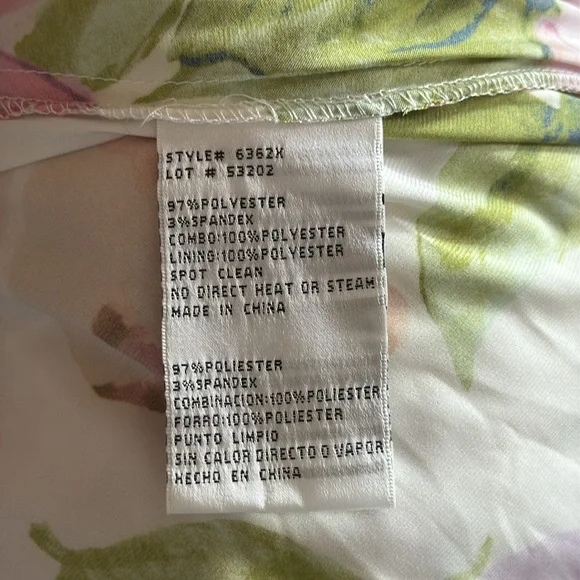 STYLE# 6362X
LOT # 53202
97%POLYESTER
3%SPANDEX
COMBO:100%POLYESTER
LINING:100%POLYESTER
SPOT CLEAN
NO DIRECT HEAT OR STEAM
MADE IN CHINA
97%POLIESTER
3%SPANDEX
COMBINACION:100%POLIESTER
FORRO:100%POLIESTER
PUNTO LIMPIO
SIN CALOR DIRECTO O VAPOR
HECHO EN CHINA